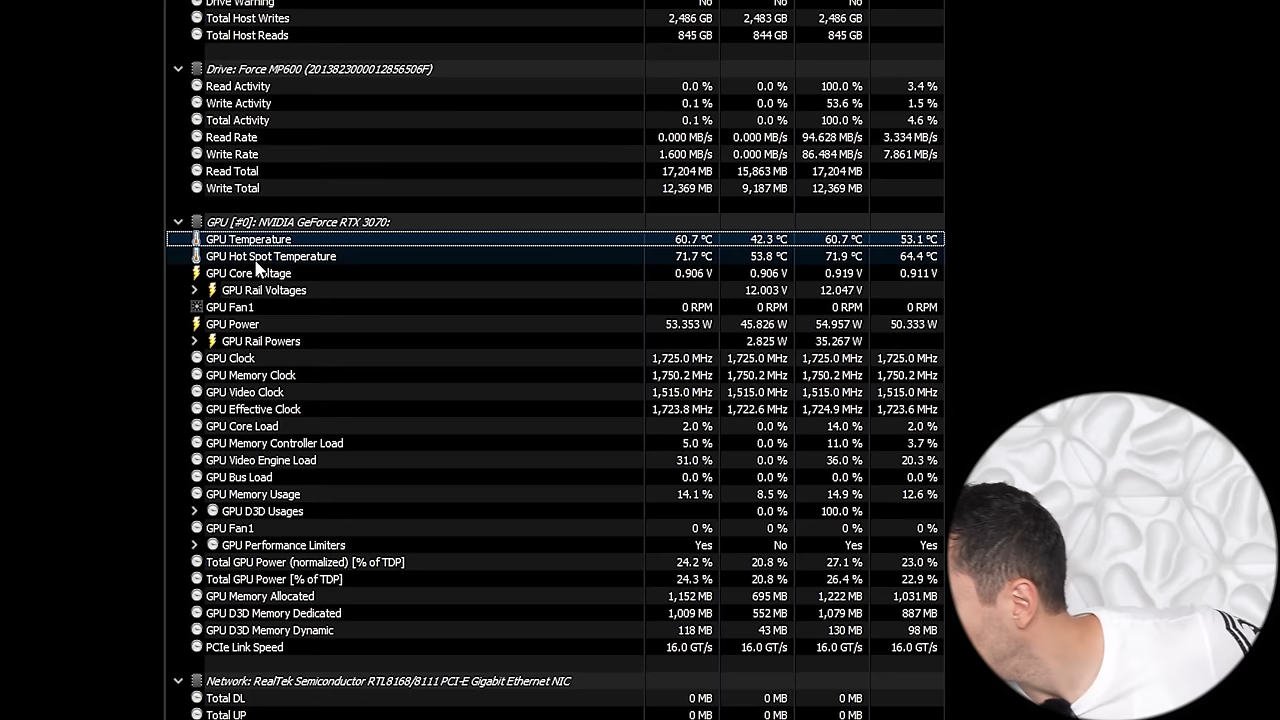 Drive Warning No No No
Total Host Writes 2,486 GB 2,483 GB 2,486 GB
Total Host Reads 845 GB 844 GB 845 GB
Drive: Force MP600 (2013823000012856506F)
Read Activity 0.0 % 0.0 % 100.0 % 3.4 %
Write Activity 0.1 % 0.0 % 53.6 % 1.5 %
Total Activity 0.1 % 0.0 % 100.0 % 4.6 %
Read Rate 0.000 MB/s 0.000 MB/s 94.628 MB/s 3.334 MB/s
Write Rate 1.600 MB/s 0.000 MB/s 86.484 MB/s 7.861 MB/s
Read Total 17,204 MB 15,863 MB 17,204 MB
Write Total 12,369 MB 9,187 MB 12,369 MB
GPU [#0]: NVIDIA GeForce RTX 3070:
GPU Temperature 60.7 °C 42.3 °C 60.7 °C 53.1 °C
GPU Hot Spot Temperature 71.7 °C 53.8 °C 71.9 °C 64.4 °C
GPU Core Voltage 0.906 V 0.906 V 0.919 V 0.911 V
GPU Rail Voltages 12.003 V 12.047 V
GPU Fan1 0 RPM 0 RPM 0 RPM 0 RPM
GPU Power 53.353 W 45.826 W 54.957 W 50.333 W
GPU Rail Powers 2.825 W 35.267 W
GPU Clock 1,725.0 MHz 1,725.0 MHz 1,725.0 MHz 1,725.0 MHz
GPU Memory Clock 1,750.2 MHz 1,750.2 MHz 1,750.2 MHz 1,750.2 MHz
GPU Video Clock 1,515.0 MHz 1,515.0 MHz 1,515.0 MHz 1,515.0 MHz
GPU Effective Clock 1,723.8 MHz 1,722.6 MHz 1,724.9 MHz 1,723.6 MHz
GPU Core Load 2.0 % 0.0 % 14.0 % 2.0 %
GPU Memory Controller Load 5.0 % 0.0 % 11.0 % 3.7 %
GPU Video Engine Load 31.0 % 0.0 % 36.0 % 20.3 %
GPU Bus Load 0.0 % 0.0 % 0.0 % 0.0 %
GPU Memory Usage 14.1 % 8.5 % 14.9 % 12.6 %
GPU D3D Usages 0.0 % 100.0 %
GPU Fan1 0 % 0 % 0 % 0 %
GPU Performance Limiters Yes No Yes Yes
Total GPU Power (normalized) [% of TDP] 24.2 % 20.8 % 27.1 % 23.0 %
Total GPU Power [% of TDP] 24.3 % 20.8 % 26.4 % 22.9 %
GPU Memory Allocated 1,152 MB 695 MB 1,222 MB 1,031 MB
GPU D3D Memory Dedicated 1,009 MB 552 MB 1,079 MB 887 MB
GPU D3D Memory Dynamic 118 MB 43 MB 130 MB 98 MB
PCIe Link Speed 16.0 GT/s 16.0 GT/s 16.0 GT/s 16.0 GT/s
Network: RealTek Semiconductor RTL8168/8111 PCI-E Gigabit Ethernet NIC
Total DL 0 MB 0 MB 0 MB
Total UP 0 MB 0 MB 0 MB